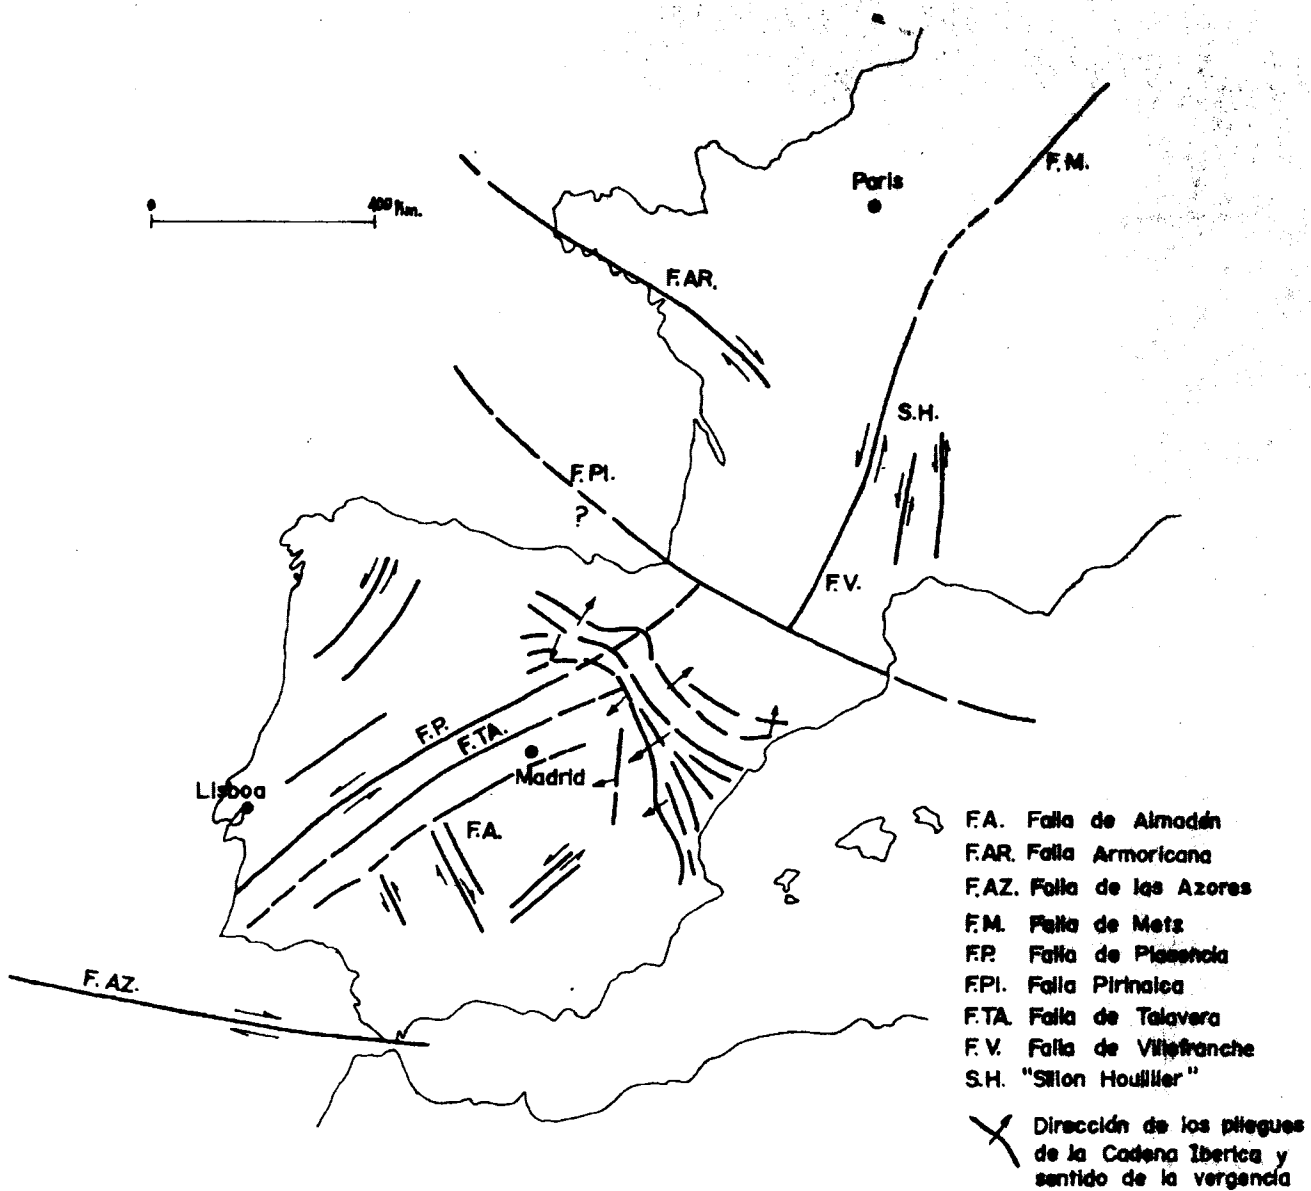 F.M.
Paris
0 400 Km.
F.AR.
S.H.
F.PI.
?
F.V.
F.P.
F.TA.
Madrid
Lisboa
F.A.
F.A. Falla de Almadén
F.AR. Falla Armoricana
F.AZ. Falla de las Azores
F.M. Falla de Metz
F.P. Falla de Plasencia
F.PI. Falla Pirinaica
F.TA. Falla de Talavera
F.V. Falla de Villefranche
S.H. "Sillon Houiller"
F. AZ.
Dirección de los pliegues
de la Cadena Iberica y
sentido de la vergencia